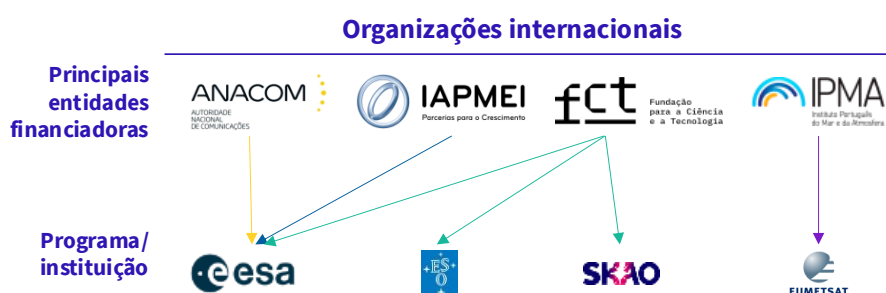 Organizações internacionais
Principais
entidades
financiadoras
ANACOM
AUTORIDADE
NACIONAL
DE COMUNICAÇÕES
IAPMEI
Parcerias para o Crescimento
fct
Fundação
para a Ciência
e a Tecnologia
IPMA
Instituto Português
do Mar e da Atmosfera
Programa/
instituição
esa
ES
O
SKAO
EUMETSAT